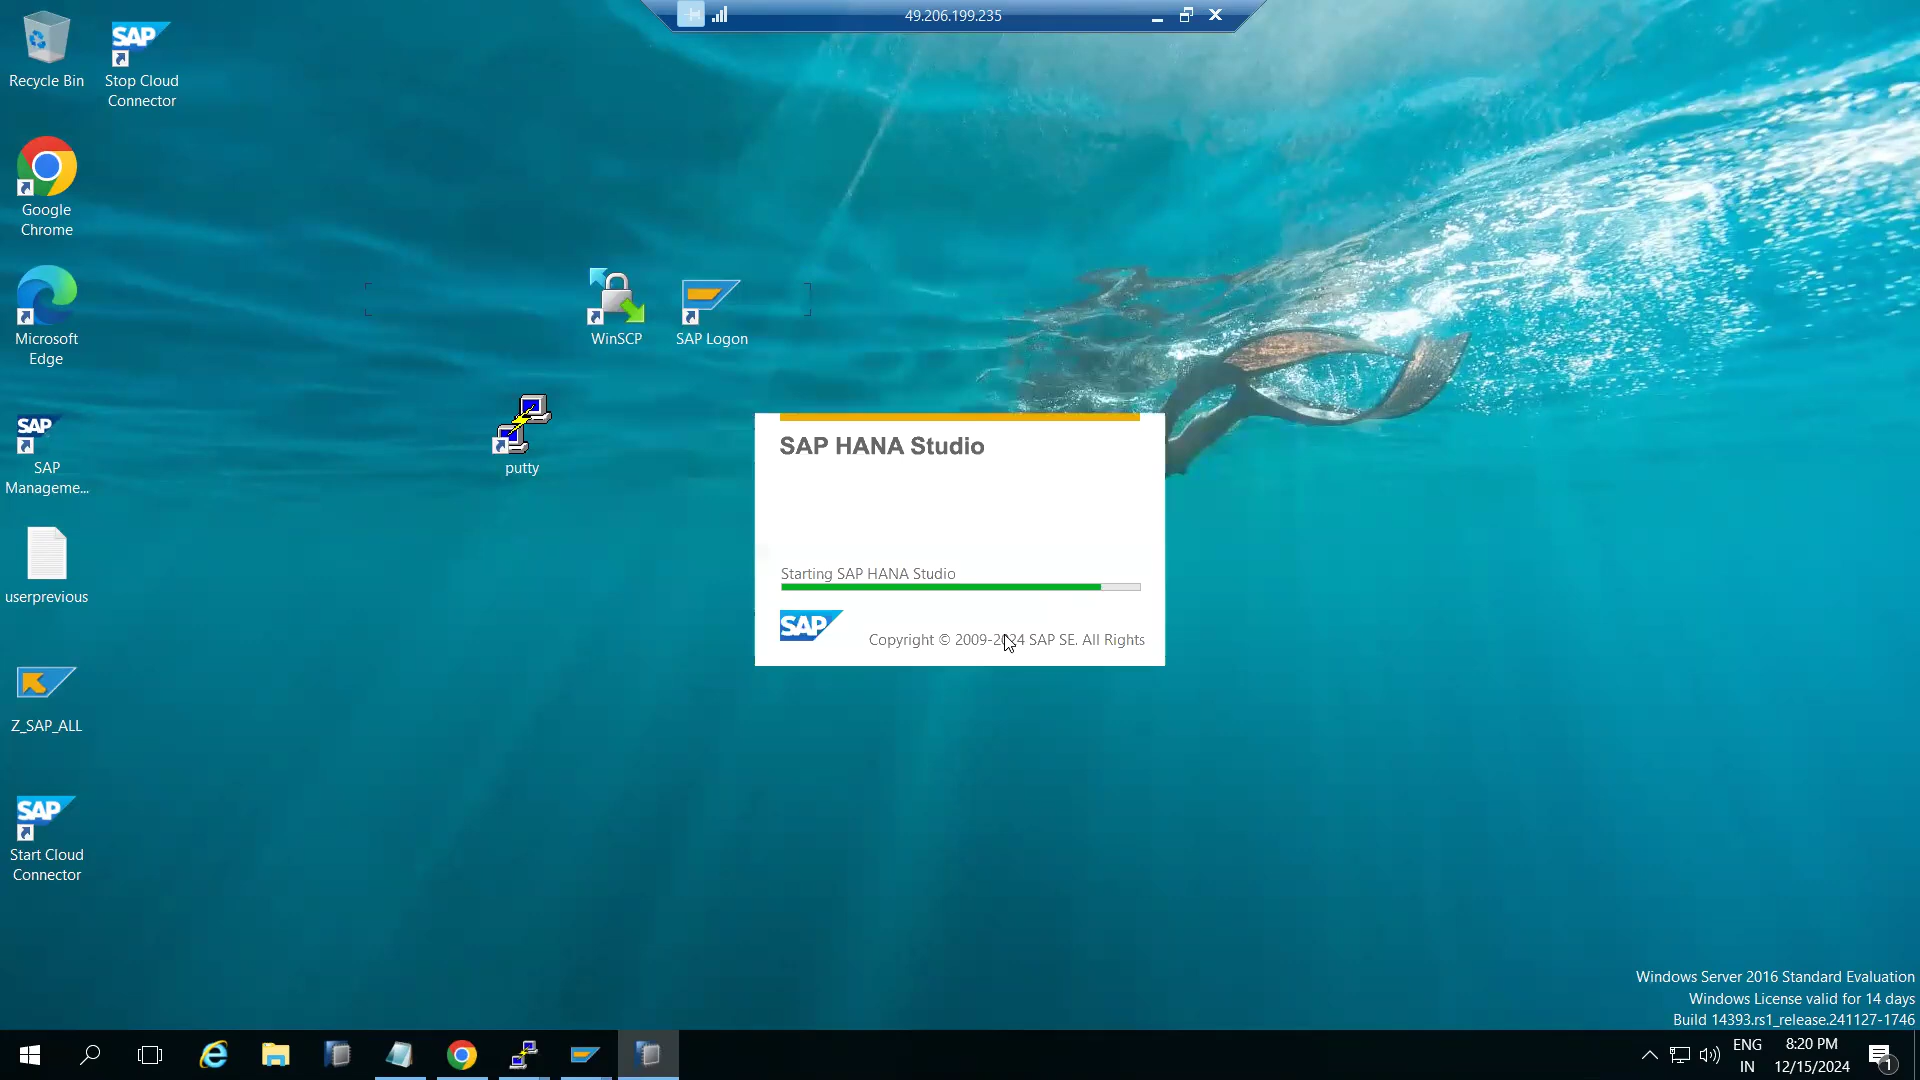 49.206.199.235
Recycle Bin
SAP
Stop Cloud
Connector
Google
Chrome
Microsoft
Edge
WinSCP
SAP Logon
putty
SAP
SAP
Manageme...
userprevious
Z_SAP_ALL
SAP
Start Cloud
Connector
SAP HANA Studio
Starting SAP HANA Studio
SAP
Copyright © 2009-2024 SAP SE. All Rights
Windows Server 2016 Standard Evaluation
Windows License valid for 14 days
Build 14393.rs1_release.241127-1746
ENG
IN
8:20 PM
12/15/2024
1